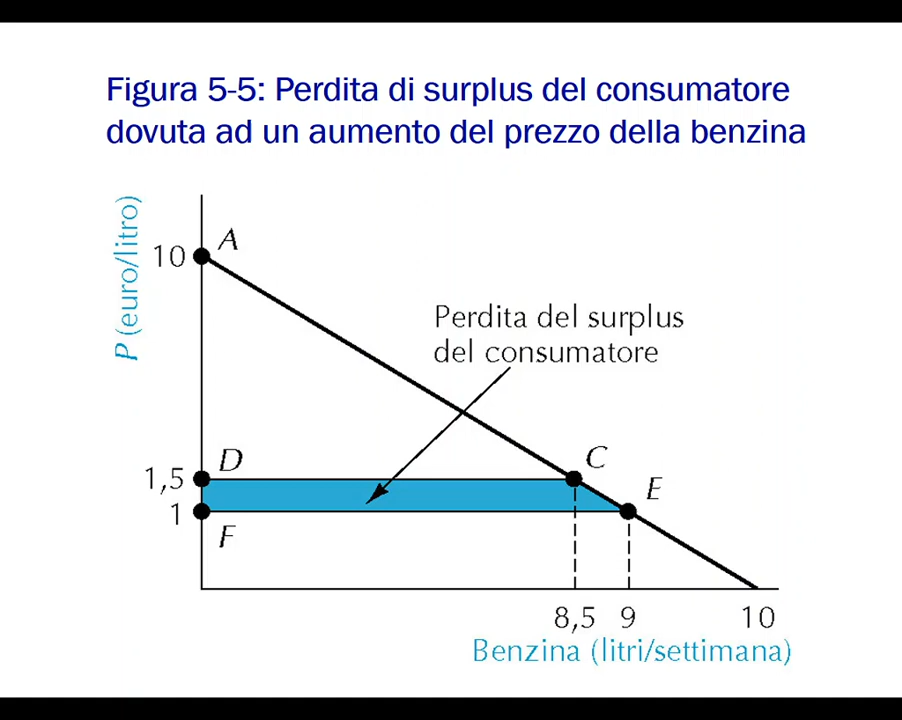 Figura 5-5: Perdita di surplus del consumatore
dovuta ad un aumento del prezzo della benzina
P (euro/litro)
10
A
Perdita del surplus
del consumatore
D
C
1,5
E
1
F
8,5
9
10
Benzina (litri/settimana)